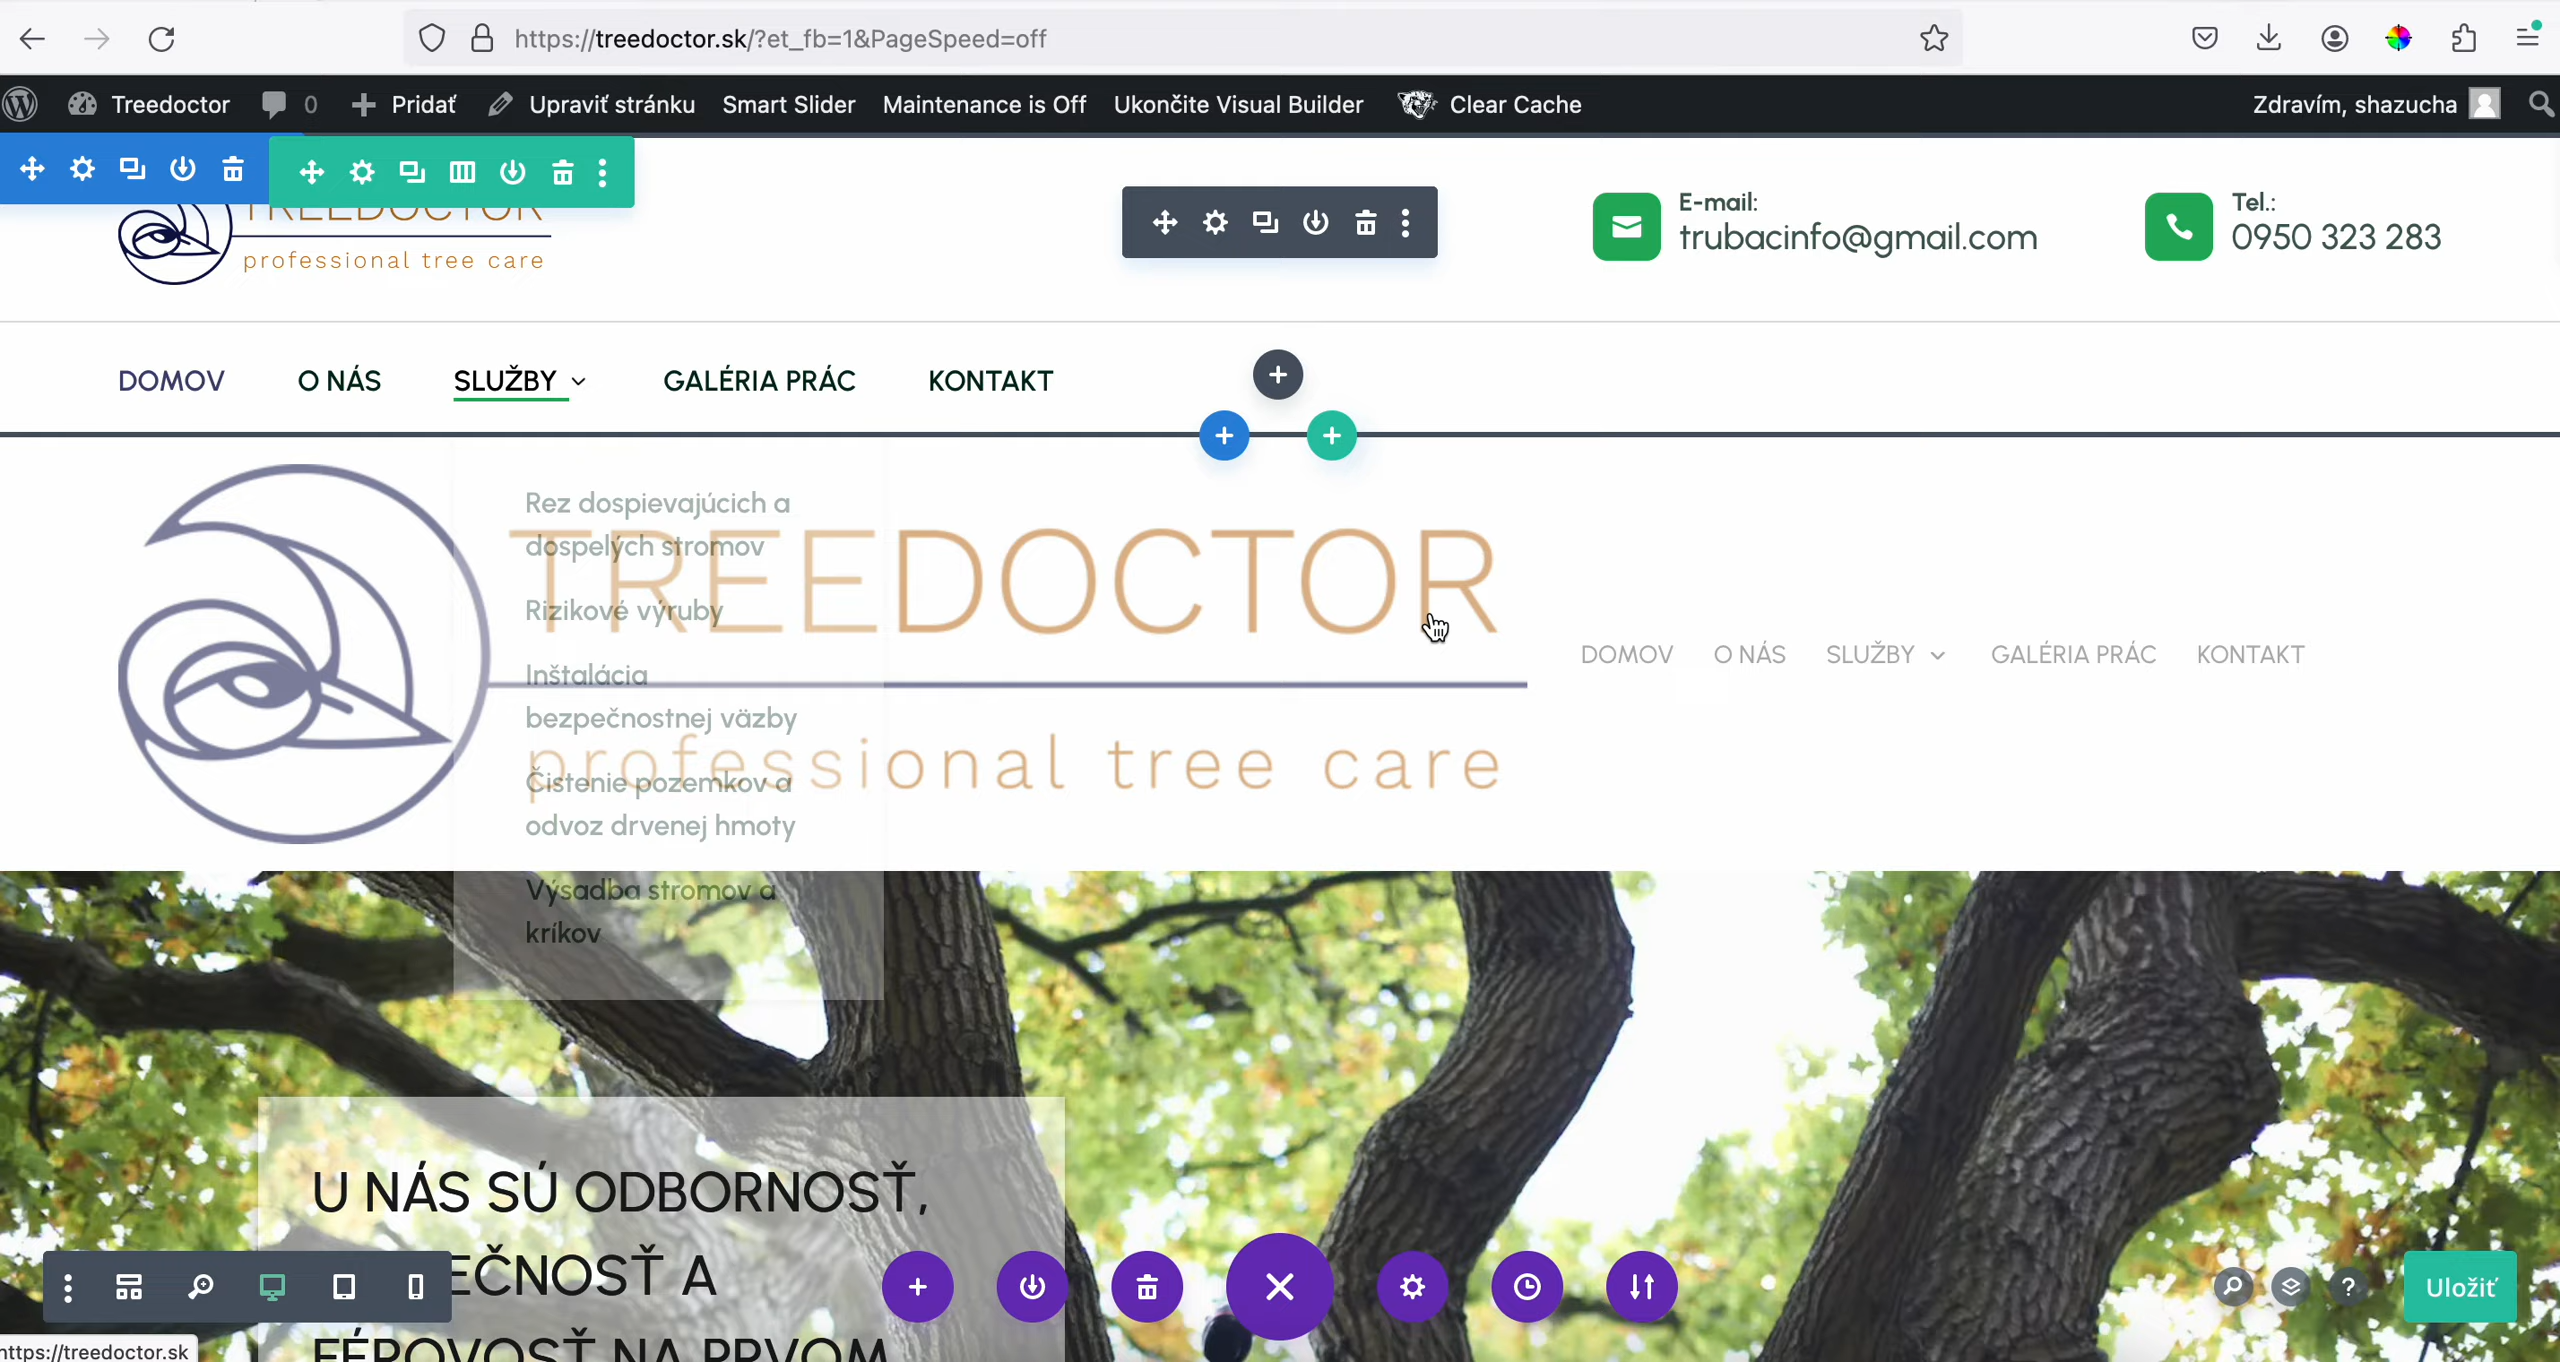 https://treedoctor.sk/?et_fb=1&PageSpeed=off
Treedoctor 0 Pridať Upraviť stránku Smart Slider Maintenance is Off Ukončite Visual Builder Clear Cache Zdravím, shazucha
TREEDOCTOR
professional tree care
E-mail:
trubacinfo@gmail.com
Tel.:
0950 323 283
DOMOV O NÁS SLUŽBY GALÉRIA PRÁC KONTAKT
Rez dospievajúcich a
dospelých stromov
Rizikové výruby
Inštalácia
bezpečnostnej väzby
Čistenie pozemkov a
odvoz drvenej hmoty
Výsadba stromov a
kríkov
TREEDOCTOR
professional tree care
DOMOV O NÁS SLUŽBY GALÉRIA PRÁC KONTAKT
U NÁS SÚ ODBORNOSŤ,
EČNOSŤ A
FÉROVOSŤ NA PRVOM
?
Uložiť
https://treedoctor.sk